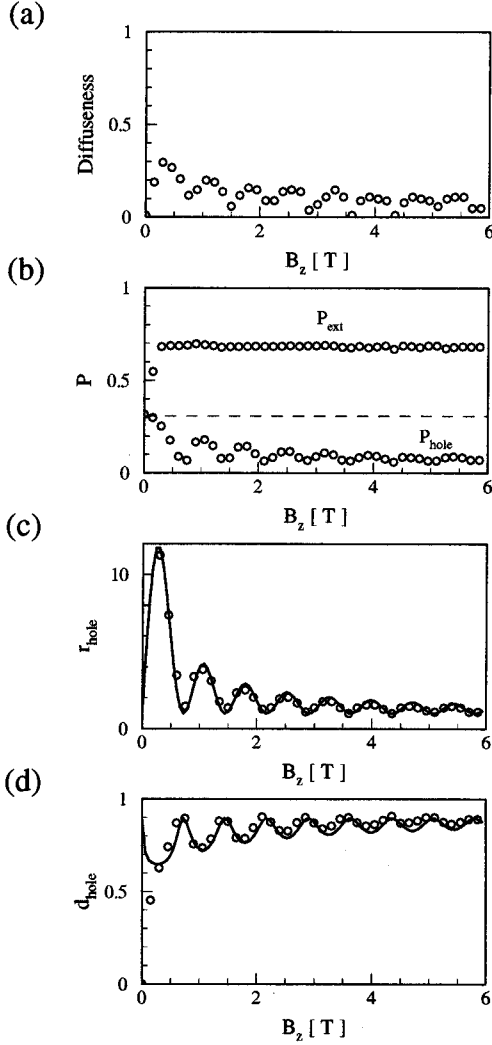 (a)
1
Diffuseness
0.5
0
0 2 4 6
B_z [ T ]
(b)
1
P_ext
P
0.5
P_hole
0
0 2 4 6
B_z [ T ]
(c)
10
r_hole
0
0 2 4 6
B_z [ T ]
(d)
1
d_hole
0.5
0
0 2 4 6
B_z [ T ]